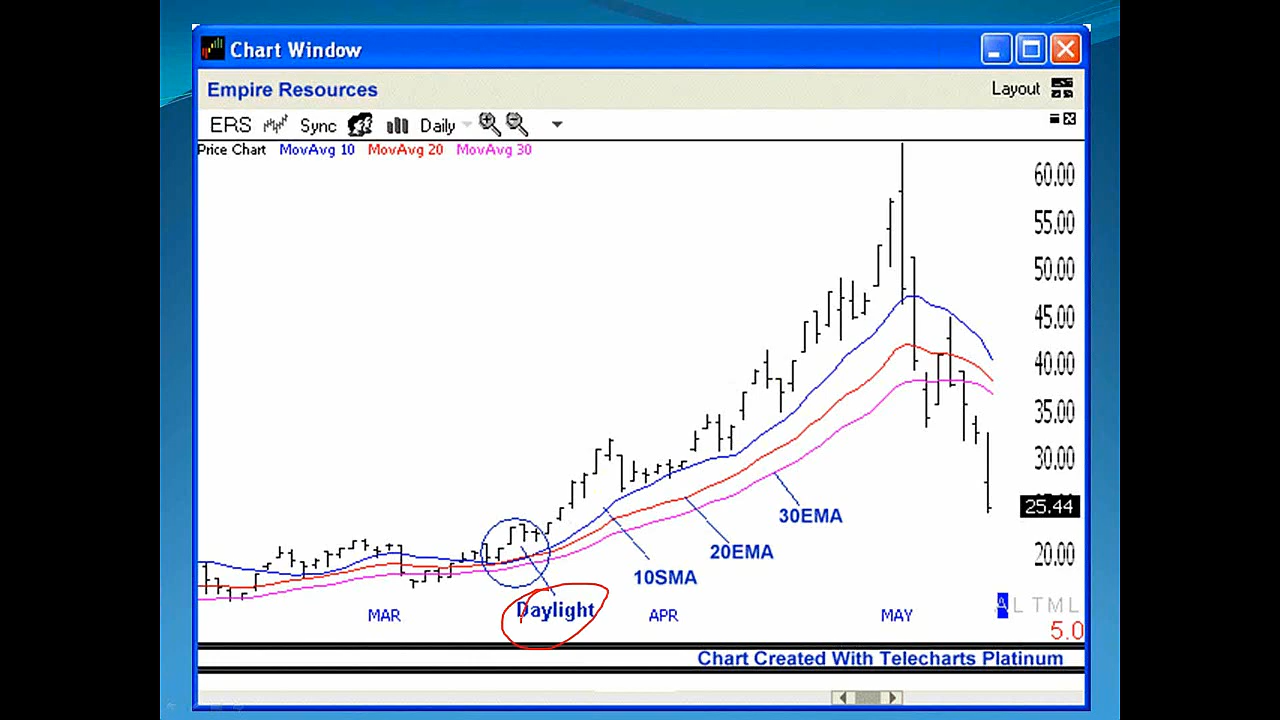 Chart Window
Empire Resources
Layout
ERS Sync Daily
Price Chart MovAvg 10 MovAvg 20 MovAvg 30
60.00
55.00
50.00
45.00
40.00
35.00
30.00
25.44
20.00
30EMA
20EMA
10SMA
Daylight
MAR APR MAY
A L T M L
5.0
Chart Created With Telecharts Platinum